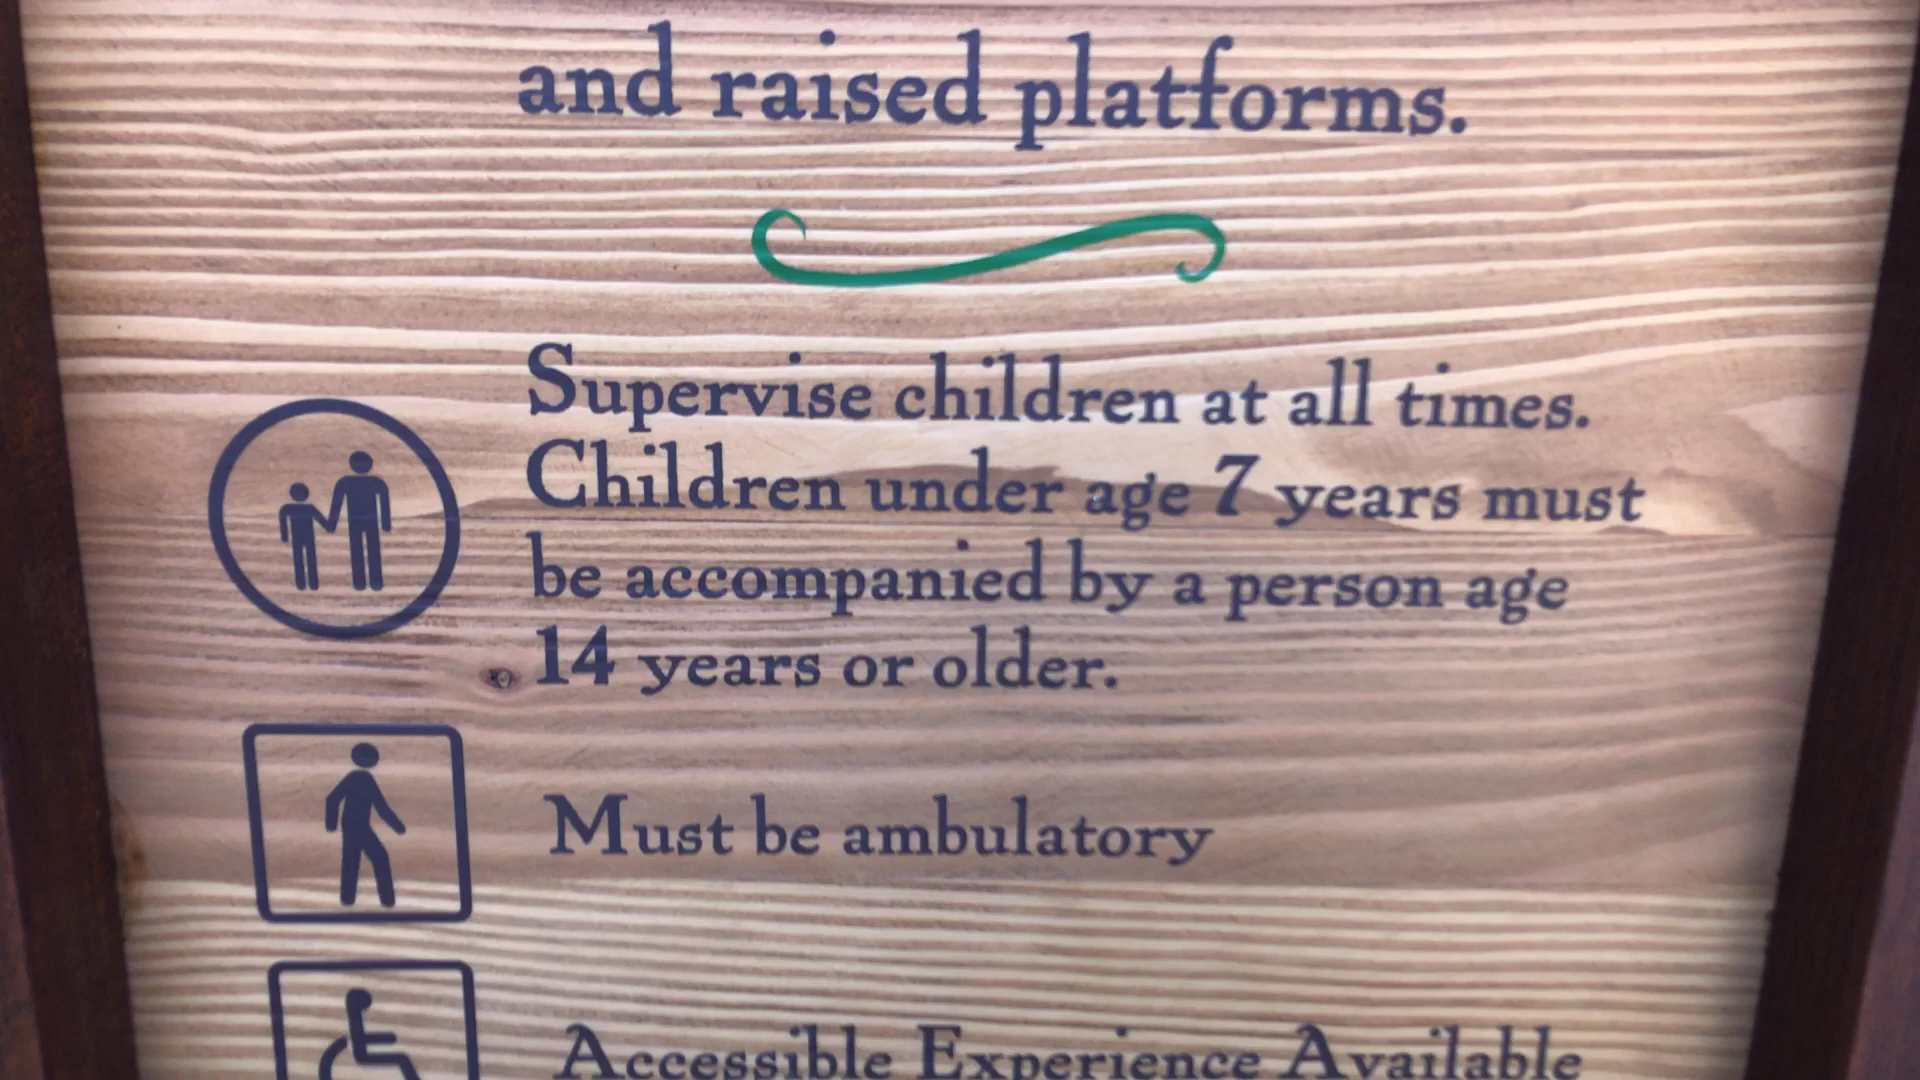 and raised platforms.
Supervise children at all times.
Children under age 7 years must
be accompanied by a person age
14 years or older.
Must be ambulatory
Accessible Experience Available